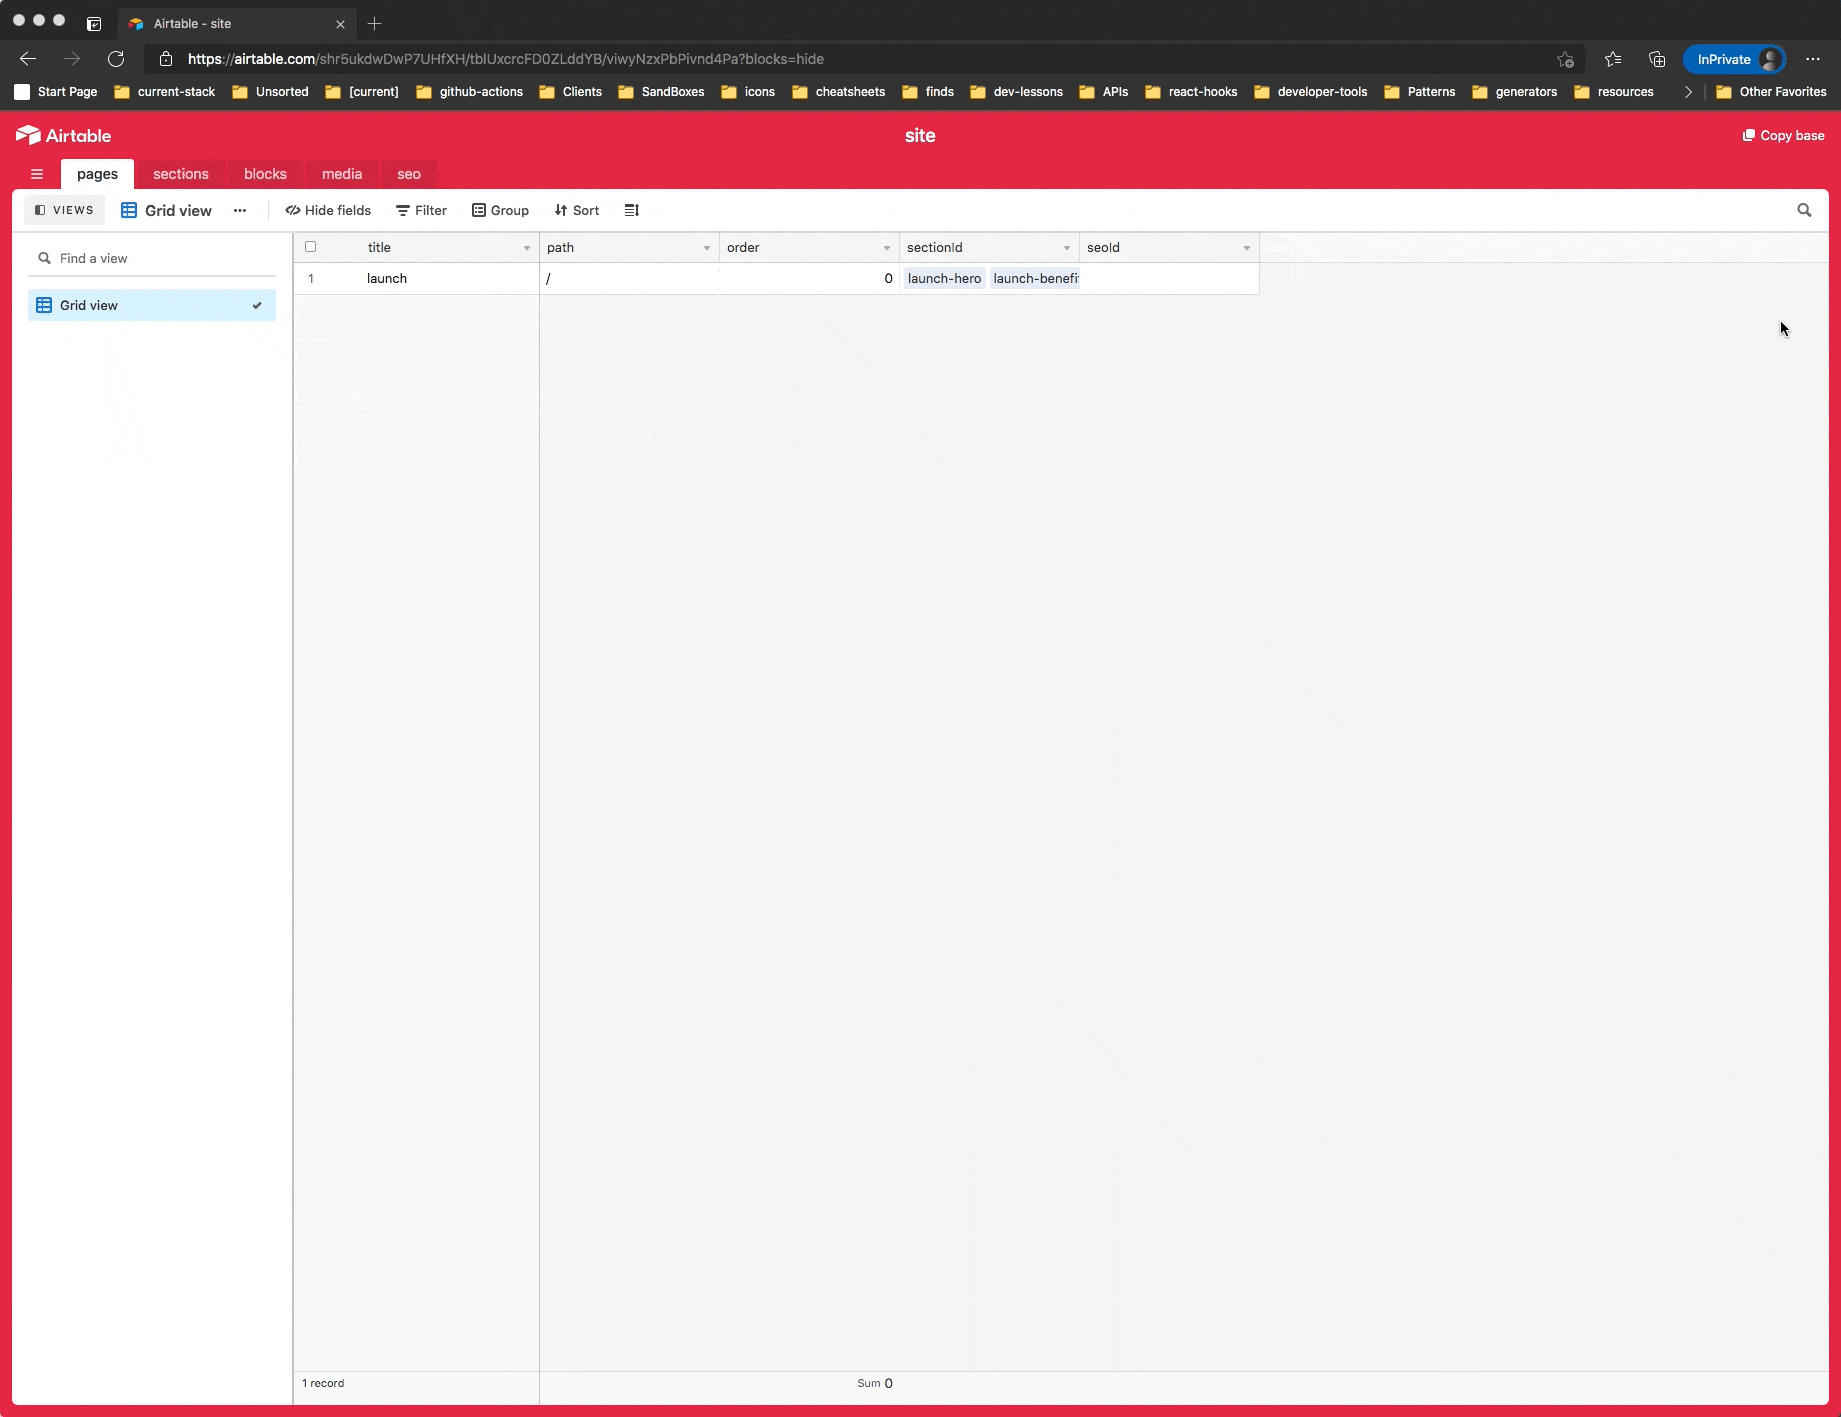 Airtable - site
https://airtable.com/shr5ukdwDwP7UHfXH/tblUxcrcFD0ZLddYB/viwyNzxPbPivnd4Pa?blocks=hide
InPrivate
Start Page current-stack Unsorted [current] github-actions Clients SandBoxes icons cheatsheets finds dev-lessons APIs react-hooks developer-tools Patterns generators resources Other Favorites
Airtable site Copy base
pages sections blocks media seo
VIEWS Grid view Hide fields Filter Group Sort
Find a view
Grid view
title path order sectionId seoId
1 launch / 0 launch-hero launch-benefi
1 record Sum 0